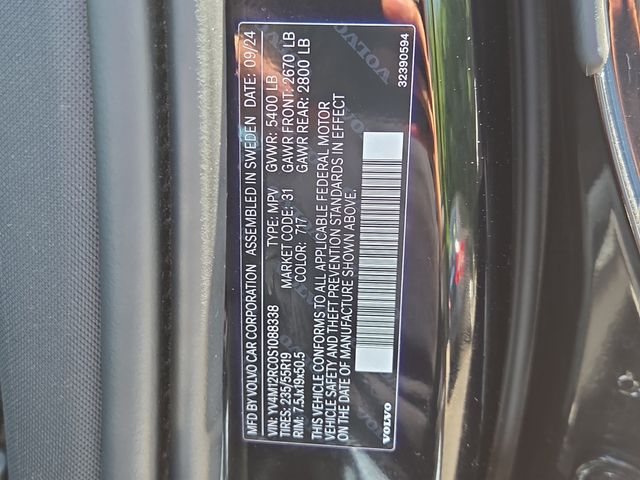 MFD BY VOLVO CAR CORPORATION ASSEMBLED IN SWEDEN DATE: 09/24
VIN: YV4M12RC0S1088338 TYPE: MPV GVWR: 5400 LB
TIRES: 235/55R19 MARKET CODE: 31 GAWR FRONT: 2670 LB
RIM: 7.5Jx19x50.5 COLOR: 717 GAWR REAR: 2800 LB
THIS VEHICLE CONFORMS TO ALL APPLICABLE FEDERAL MOTOR
VEHICLE SAFETY AND THEFT PREVENTION STANDARDS IN EFFECT
ON THE DATE OF MANUFACTURE SHOWN ABOVE.
VOLVO 32390594